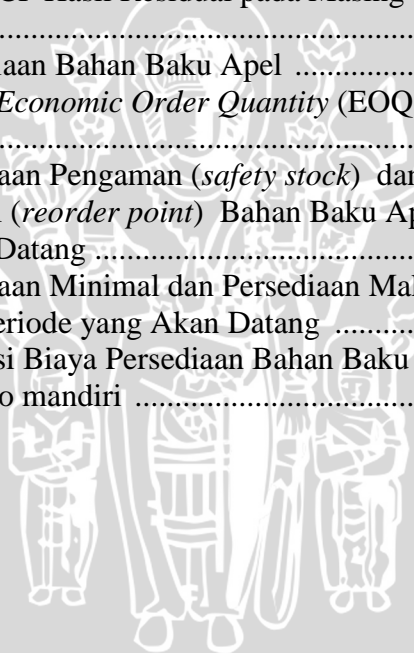 Hasil Residual pada Masing
....................................................
aan Bahan Baku Apel ....................
Economic Order Quantity (EOQ
....................................................
aan Pengaman (safety stock) dan
(reorder point) Bahan Baku Ap
Datang ..............................................
aan Minimal dan Persediaan Mak
eriode yang Akan Datang ..............
si Biaya Persediaan Bahan Baku
o mandiri .........................................